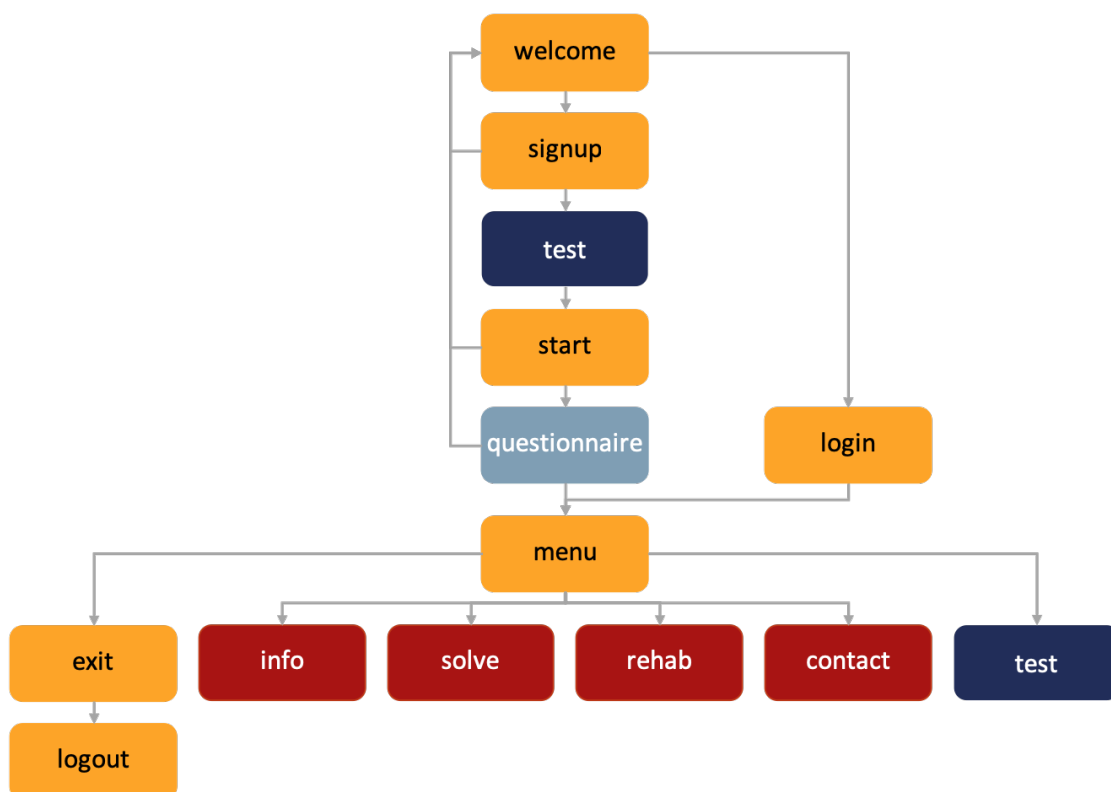 welcome
signup
test
start
questionnaire
login
menu
exit
info
solve
rehab
contact
test
logout